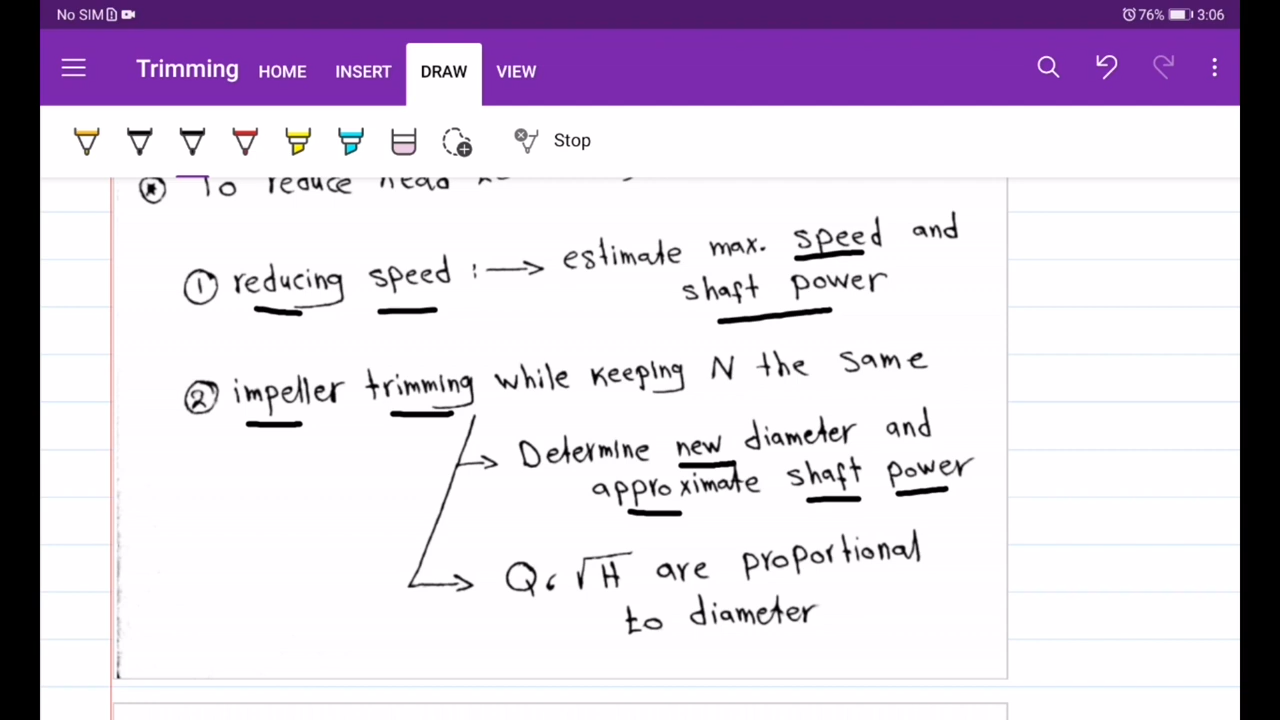 No SIM 76% 3:06
Trimming HOME INSERT DRAW VIEW
Stop
To reduce head
① reducing speed : → estimate max. speed and
shaft power
② impeller trimming while keeping N the same
→ Determine new diameter and
approximate shaft power
→ Q, √H are proportional
to diameter